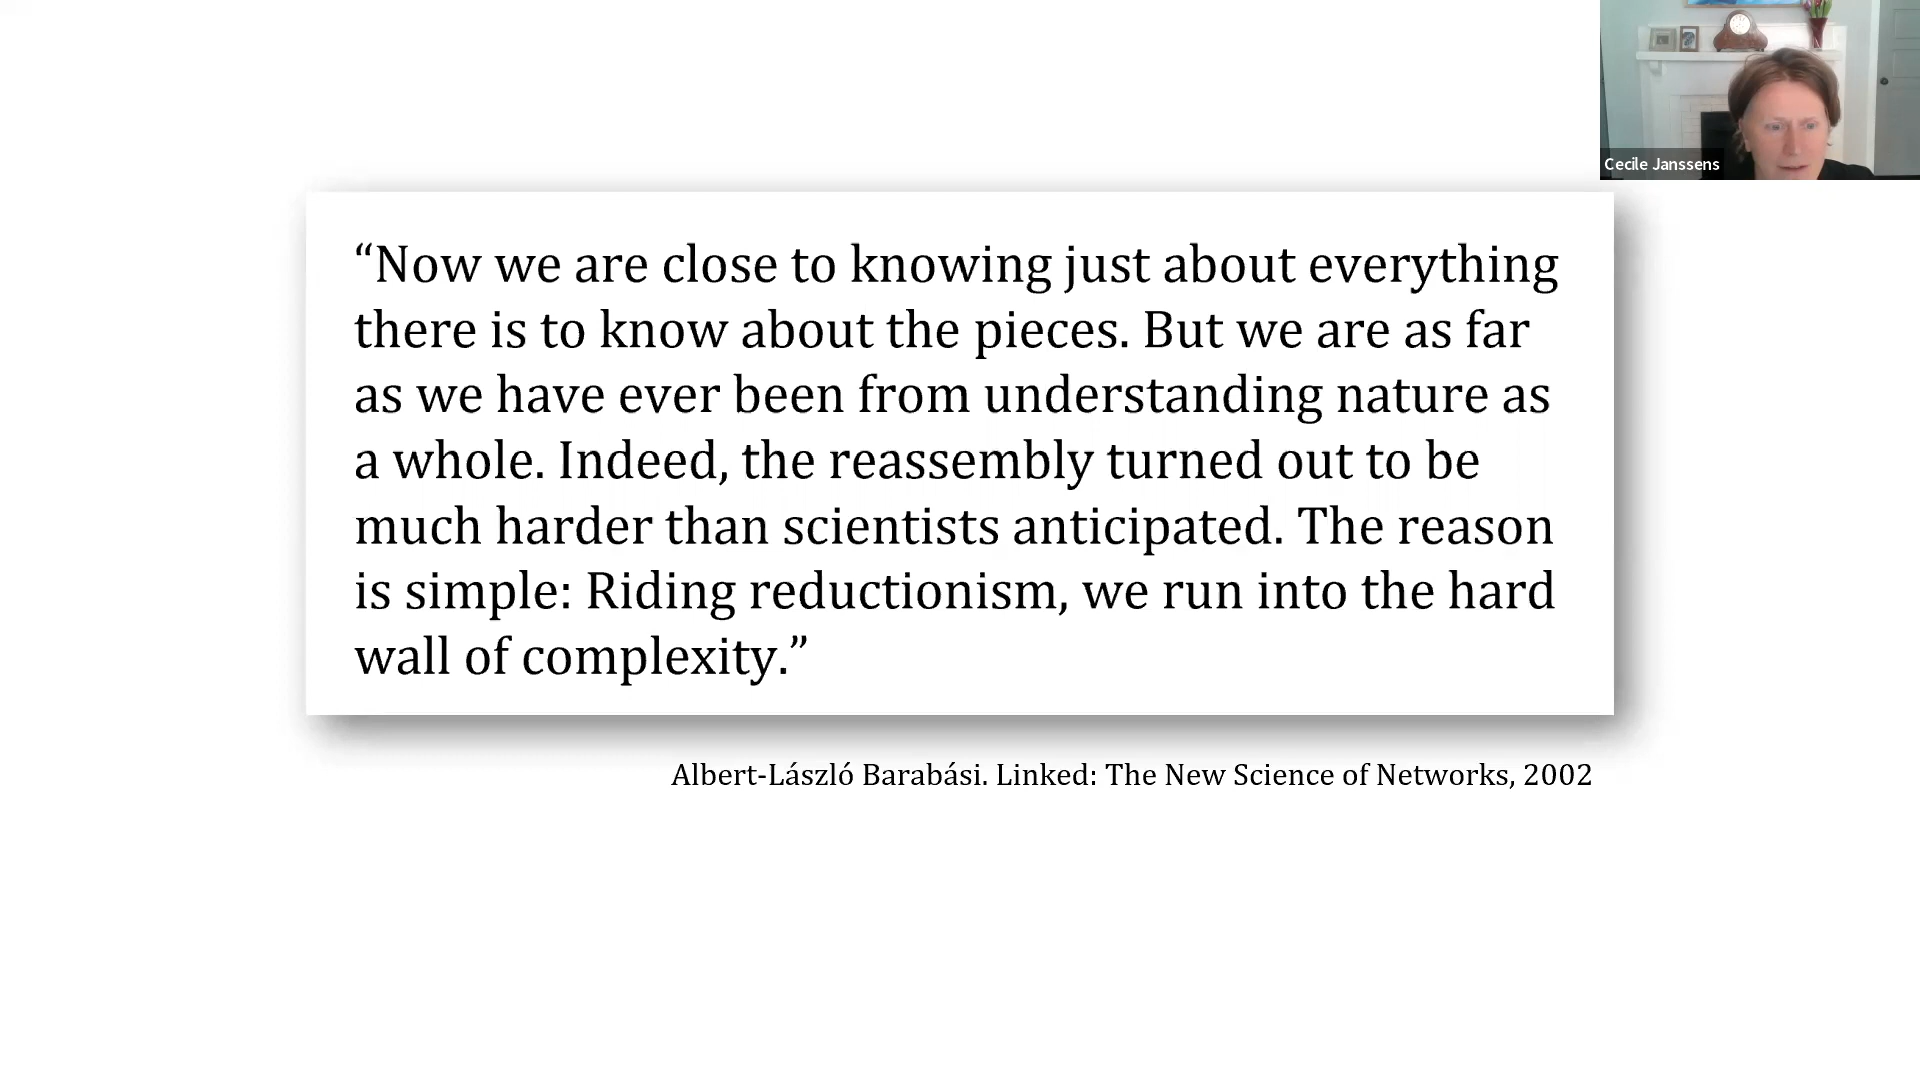 Cecile Janssens
“Now we are close to knowing just about everything
there is to know about the pieces. But we are as far
as we have ever been from understanding nature as
a whole. Indeed, the reassembly turned out to be
much harder than scientists anticipated. The reason
is simple: Riding reductionism, we run into the hard
wall of complexity.”
Albert-László Barabási. Linked: The New Science of Networks, 2002